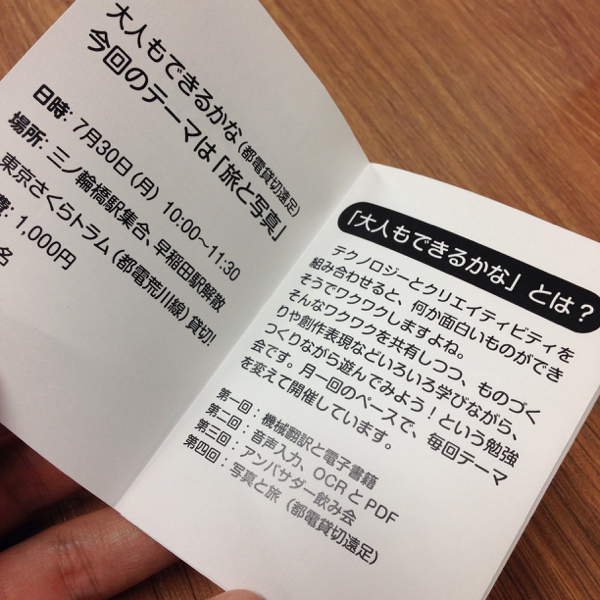 大人もできるかな（都電貸切遠足）
今回のテーマは「旅と写真」
日時: 7月30日（月） 10:00〜11:30
場所: 三ノ輪橋駅集合、早稲田駅解散
東京さくらトラム（都電荒川線）貸切!
: 1,000円
名
「大人もできるかな」とは？
テクノロジーとクリエイティビティを
組み合わせると、何か面白いものができ
そうでワクワクしますよね。
そんなワクワクを共有しつつ、ものづく
りや創作表現などいろいろ学びながら、
つくりながら遊んでみよう！という勉強
会です。月一回のペースで、毎回テーマ
を変えて開催しています。
第一回：機械翻訳と電子書籍
第二回：音声入力、OCRとPDF
第三回：アンバサダー飲み会
第四回：写真と旅（都電貸切遠足）